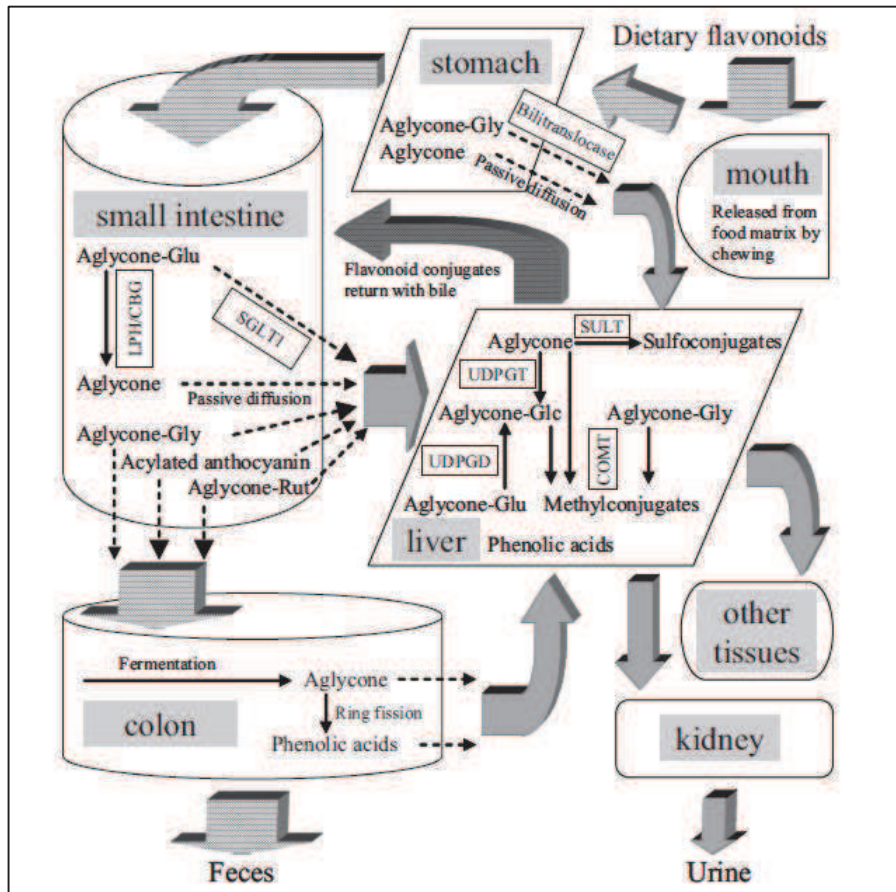 Dietary flavonoids
stomach
Aglycone-Gly
Aglycone
Bilitranslocase
Passive diffusion
mouth
Released from
food matrix by
chewing
small intestine
Aglycone-Glu
LPH/CBG
SGLT1
Aglycone
Passive diffusion
Aglycone-Gly
Acylated anthocyanin
Aglycone-Rut
Flavonoid conjugates
return with bile
Aglycone
SULT
Sulfoconjugates
UDPGT
Aglycone-Glc
Aglycone-Gly
UDPGD
COMT
Aglycone-Glu
Methylconjugates
liver
Phenolic acids
other
tissues
Fermentation
Aglycone
Ring fission
colon
Phenolic acids
kidney
Feces
Urine